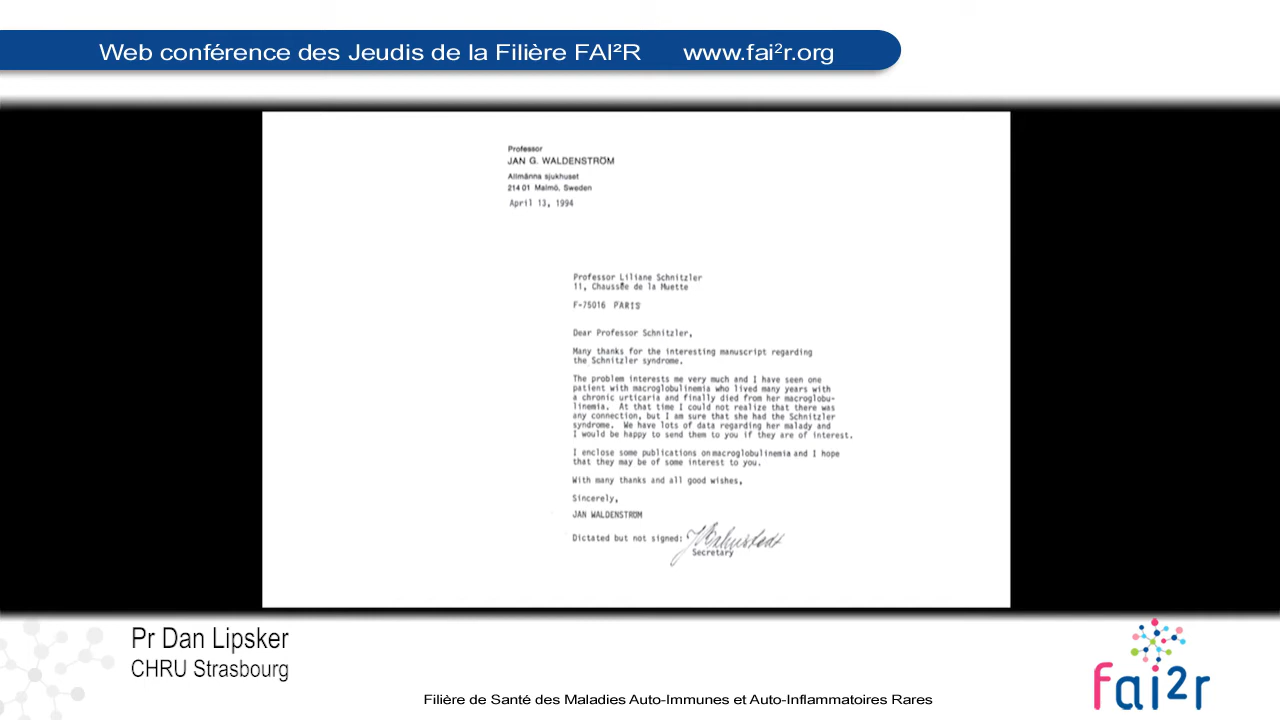 Web conférence des Jeudis de la Filière FAI²R www.fai²r.org
Professor
JAN G. WALDENSTRÖM
Allmänna sjukhuset
214 01 Malmö, Sweden
April 13, 1994
Professor Liliane Schnitzler
11, Chaussée de la Muette
F-75016 PARIS
Dear Professor Schnitzler,
Many thanks for the interesting manuscript regarding
the Schnitzler syndrome.
The problem interests me very much and I have seen one
patient with macroglobulinemia who lived many years with
a chronic urticaria and finally died from her macroglobu-
linemia. At that time I could not realize that there was
any connection, but I am sure that she had the Schnitzler
syndrome. We have lots of data regarding her malady and
I would be happy to send them to you if they are of interest.
I enclose some publications on macroglobulinemia and I hope
that they may be of some interest to you.
With many thanks and all good wishes,
Sincerely,
JAN WALDENSTROM
Dictated but not signed:
Secretary
Pr Dan Lipsker
CHRU Strasbourg
Filière de Santé des Maladies Auto-Immunes et Auto-Inflammatoires Rares
fai2r